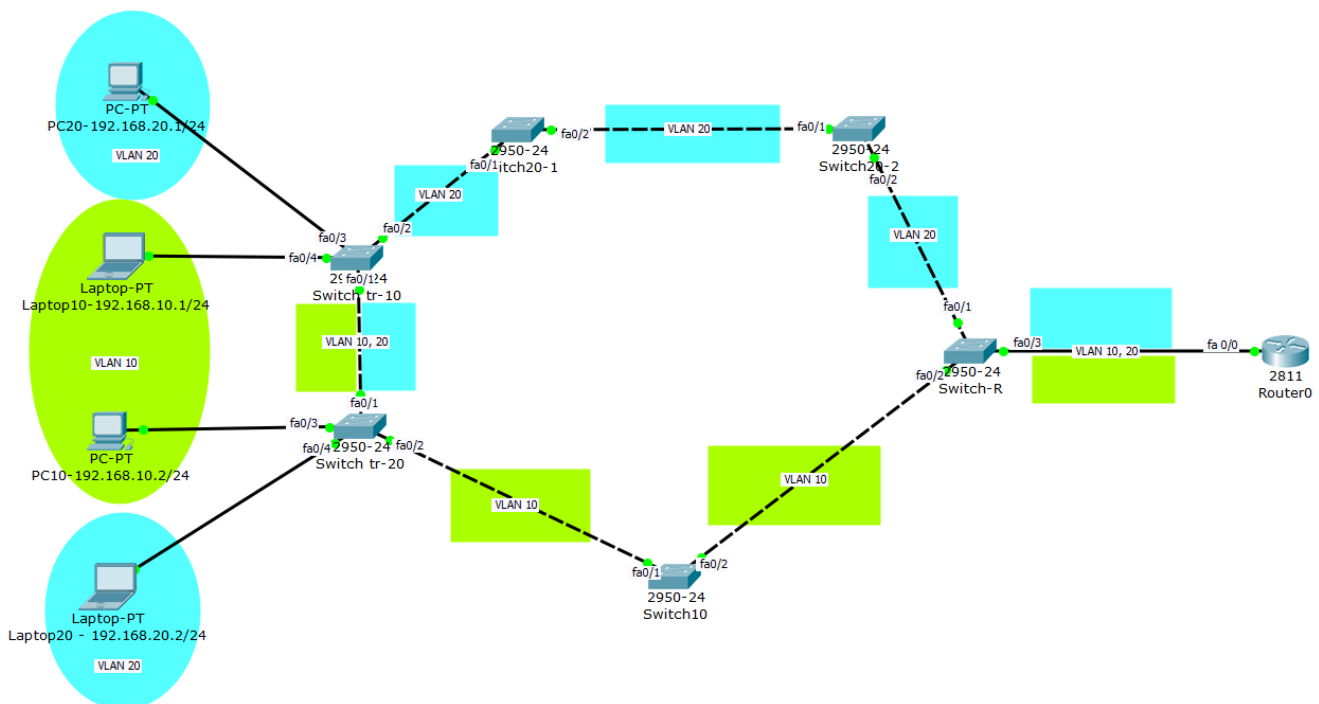 PC-PT
PC20-192.168.20.1/24
VLAN 20
fa0/3
fa0/4
Laptop-PT
Laptop10-192.168.10.1/24
VLAN 10
PC-PT
PC10-192.168.10.2/24
Laptop-PT
Laptop20 - 192.168.20.2/24
VLAN 20
fa0/2
fa0/1
Switch tr-10
VLAN 10, 20
fa0/1
fa0/3
fa0/4
fa0/2
2950-24
Switch tr-20
VLAN 20
fa0/1
fa0/2
2950-24
itch20-1
VLAN 20
fa0/1
fa0/2
2950-24
Switch20-2
VLAN 20
fa0/1
fa0/2
fa0/3
2950-24
Switch-R
VLAN 10, 20
fa 0/0
2811
Router0
VLAN 10
VLAN 10
fa0/1
fa0/2
2950-24
Switch10